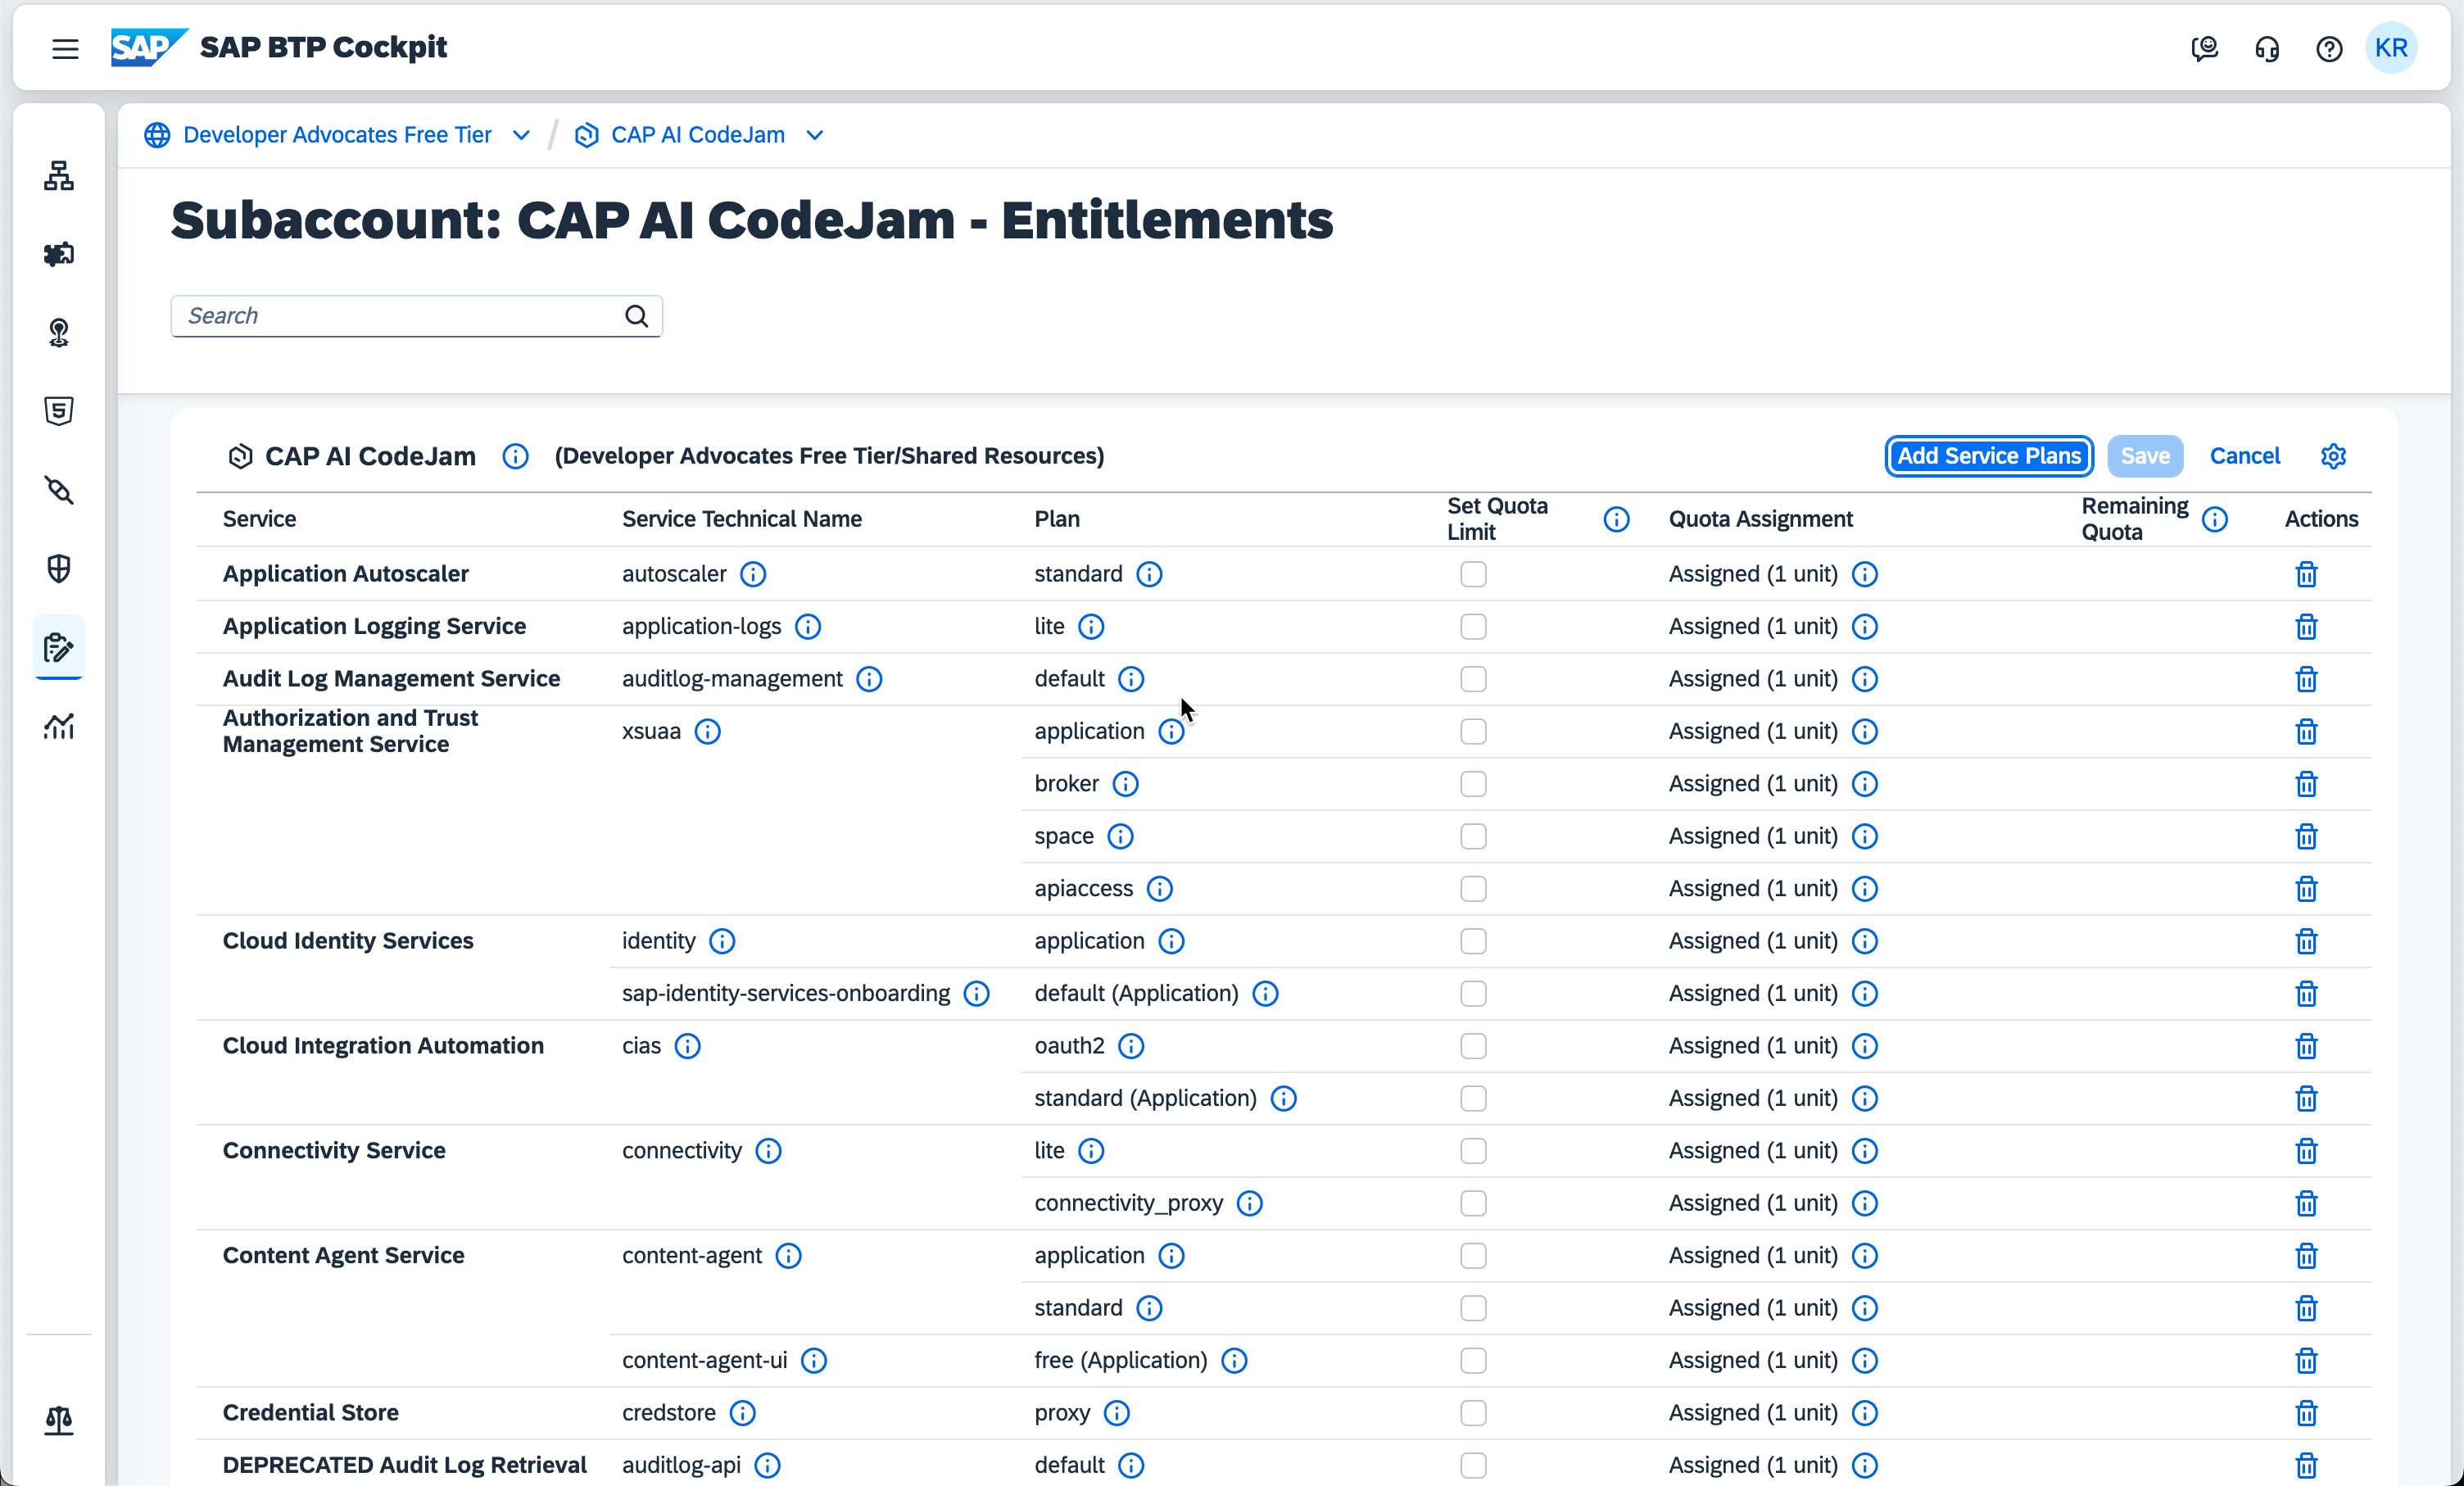 SAP SAP BTP Cockpit KR
Developer Advocates Free Tier / CAP AI CodeJam
Subaccount: CAP AI CodeJam - Entitlements
Search
CAP AI CodeJam (Developer Advocates Free Tier/Shared Resources) Add Service Plans Save Cancel
Service Service Technical Name Plan Set Quota Limit Quota Assignment Remaining Quota Actions
Application Autoscaler autoscaler standard Assigned (1 unit)
Application Logging Service application-logs lite Assigned (1 unit)
Audit Log Management Service auditlog-management default Assigned (1 unit)
Authorization and Trust Management Service xsuaa application Assigned (1 unit)
broker Assigned (1 unit)
space Assigned (1 unit)
apiaccess Assigned (1 unit)
Cloud Identity Services identity application Assigned (1 unit)
sap-identity-services-onboarding default (Application) Assigned (1 unit)
Cloud Integration Automation cias oauth2 Assigned (1 unit)
standard (Application) Assigned (1 unit)
Connectivity Service connectivity lite Assigned (1 unit)
connectivity_proxy Assigned (1 unit)
Content Agent Service content-agent application Assigned (1 unit)
standard Assigned (1 unit)
content-agent-ui free (Application) Assigned (1 unit)
Credential Store credstore proxy Assigned (1 unit)
DEPRECATED Audit Log Retrieval auditlog-api default Assigned (1 unit)